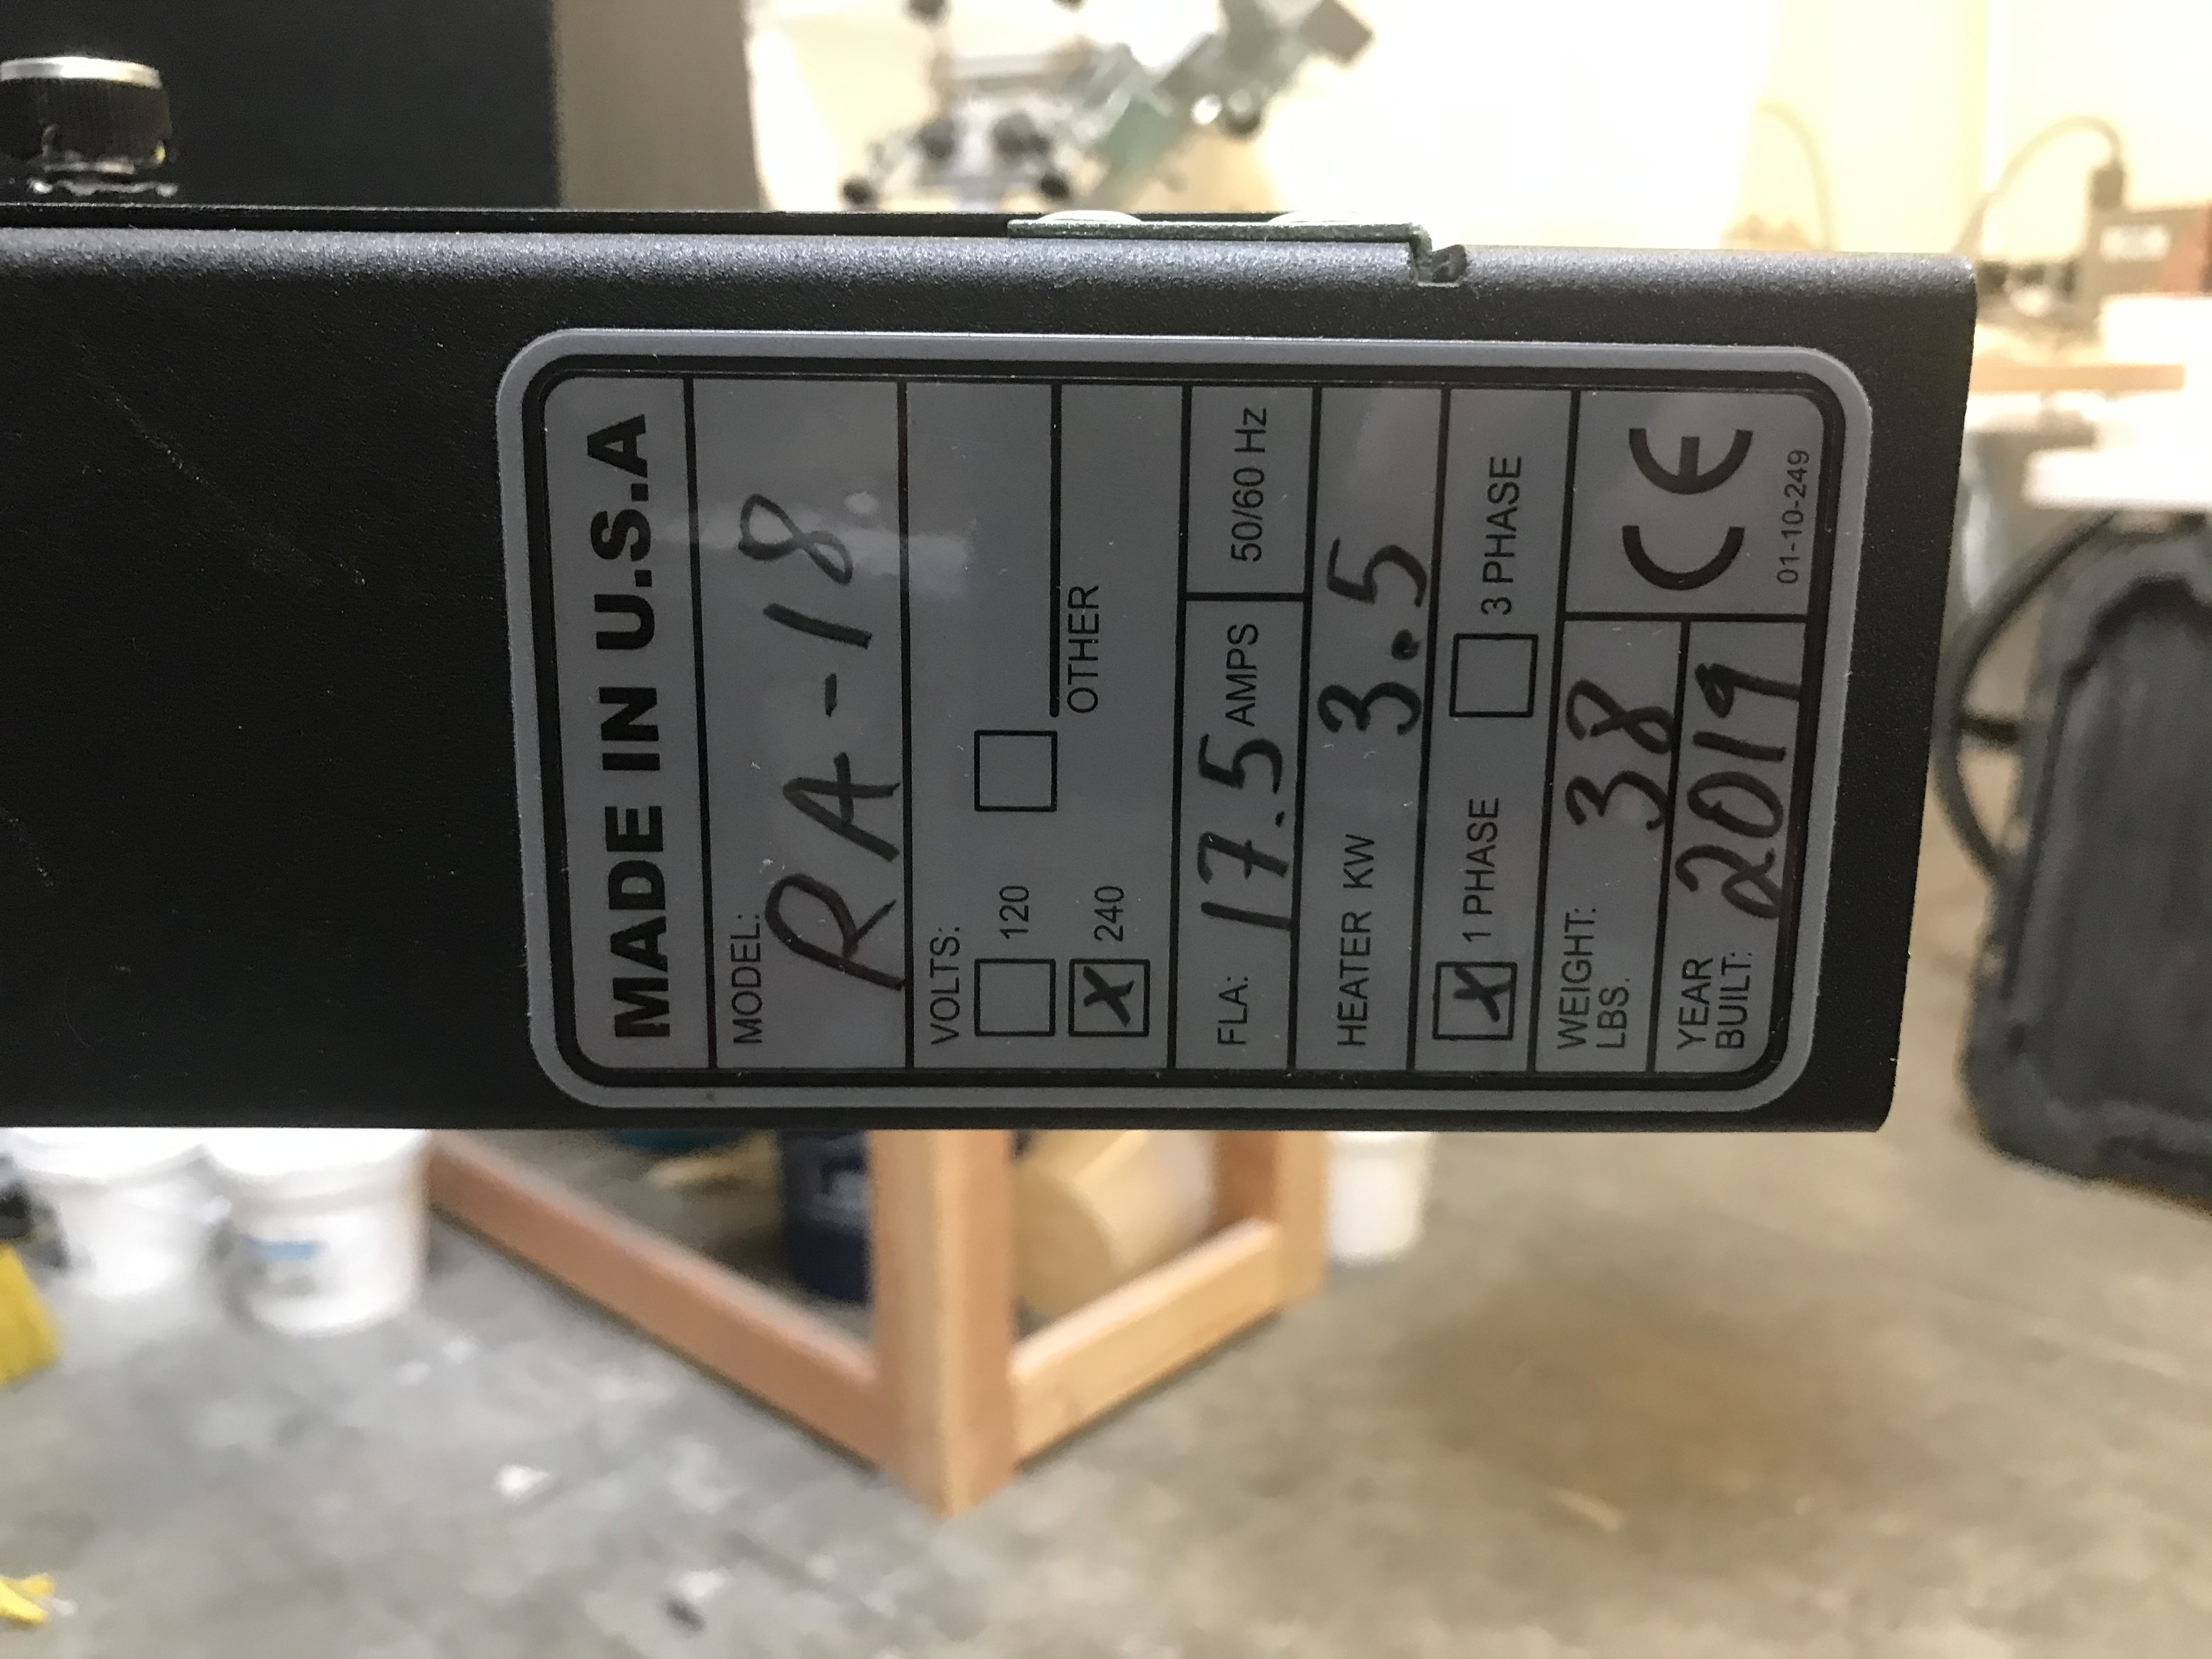 MADE IN U.S.A
MODEL: RA-18
VOLTS:
120
240
OTHER
FLA: 17.5 AMPS 50/60 Hz
HEATER KW 3.5
X 1 PHASE 3 PHASE
WEIGHT: LBS. 38
YEAR BUILT: 2019
CE
01-10-249